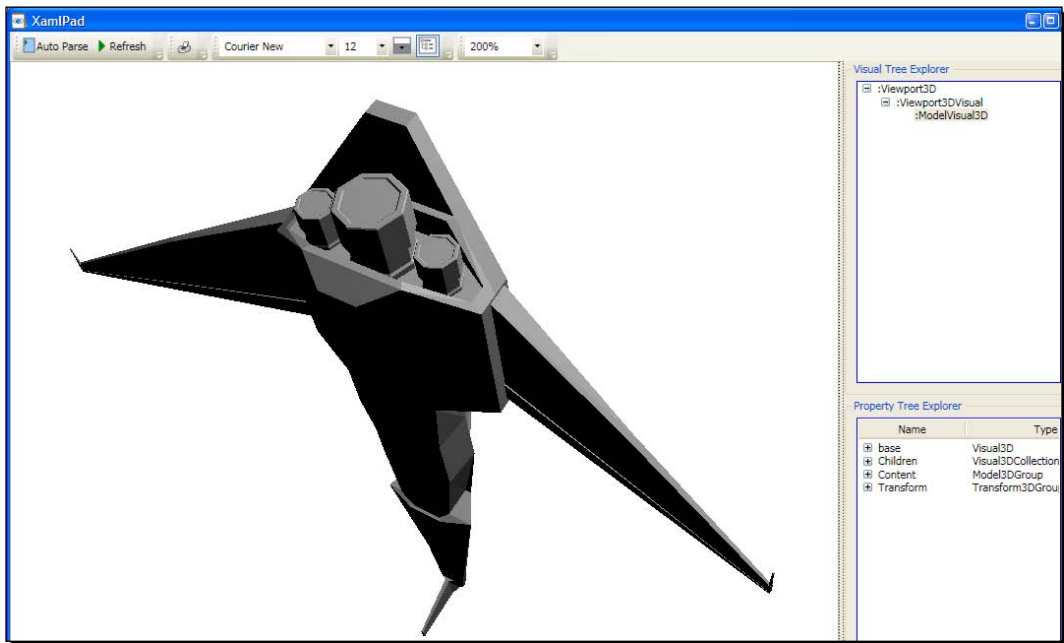 XamlPad
Auto Parse Refresh Courier New 12 200%
Visual Tree Explorer
:Viewport3D
:Viewport3DVisual
:ModelVisual3D
Property Tree Explorer
Name Type
base Visual3D
Children Visual3DCollection
Content Model3DGroup
Transform Transform3DGrou